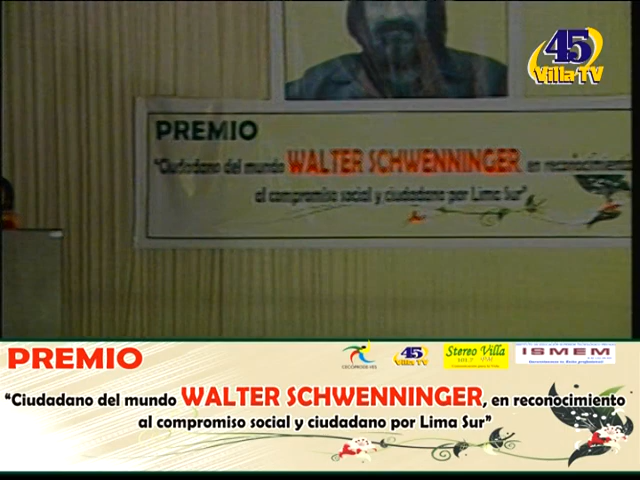 45
Villa TV
PREMIO
"Ciudadano del mundo WALTER SCHWENNINGER, en reconocimiento
al compromiso social y ciudadano por Lima Sur"
PREMIO
45
Villa TV
Stereo Villa
ISMEM
"Ciudadano del mundo WALTER SCHWENNINGER, en reconocimiento
al compromiso social y ciudadano por Lima Sur"